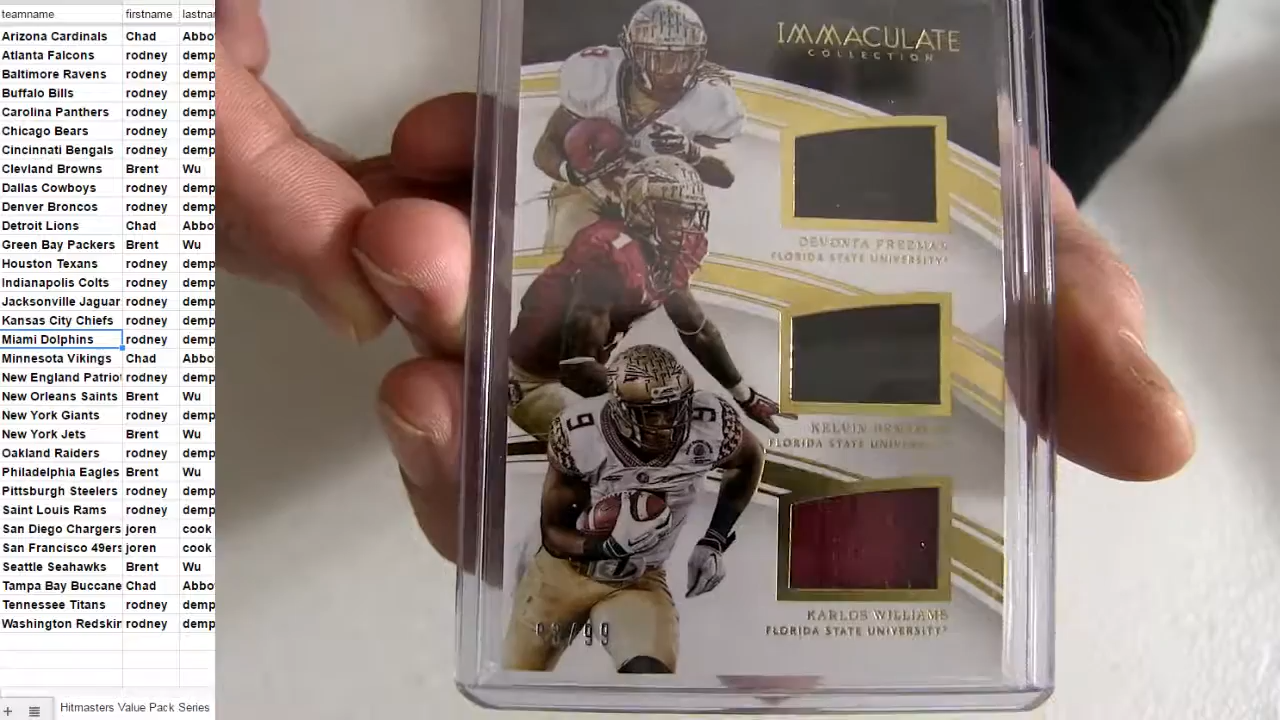 teamname firstname lastnar
Arizona Cardinals Chad Abbo
Atlanta Falcons rodney demp
Baltimore Ravens rodney demp
Buffalo Bills rodney demp
Carolina Panthers rodney demp
Chicago Bears rodney demp
Cincinnati Bengals rodney demp
Clevland Browns Brent Wu
Dallas Cowboys rodney demp
Denver Broncos rodney demp
Detroit Lions Chad Abbo
Green Bay Packers Brent Wu
Houston Texans rodney demp
Indianapolis Colts rodney demp
Jacksonville Jaguar rodney demp
Kansas City Chiefs rodney demp
Miami Dolphins rodney demp
Minnesota Vikings Chad Abbo
New England Patriot rodney demp
New Orleans Saints Brent Wu
New York Giants rodney demp
New York Jets Brent Wu
Oakland Raiders rodney demp
Philadelphia Eagles Brent Wu
Pittsburgh Steelers rodney demp
Saint Louis Rams rodney demp
San Diego Chargers joren cook
San Francisco 49ers joren cook
Seattle Seahawks Brent Wu
Tampa Bay Buccane Chad Abbo
Tennessee Titans rodney demp
Washington Redskin rodney demp
Hitmasters Value Pack Series
IMMACULATE
COLLECTION
DEVONTA FREEMAN
FLORIDA STATE UNIVERSITY
KELVIN
FLORIDA STATE UNIVERSITY
9 9
KARLOS WILLIAMS
FLORIDA STATE UNIVERSITY
/99